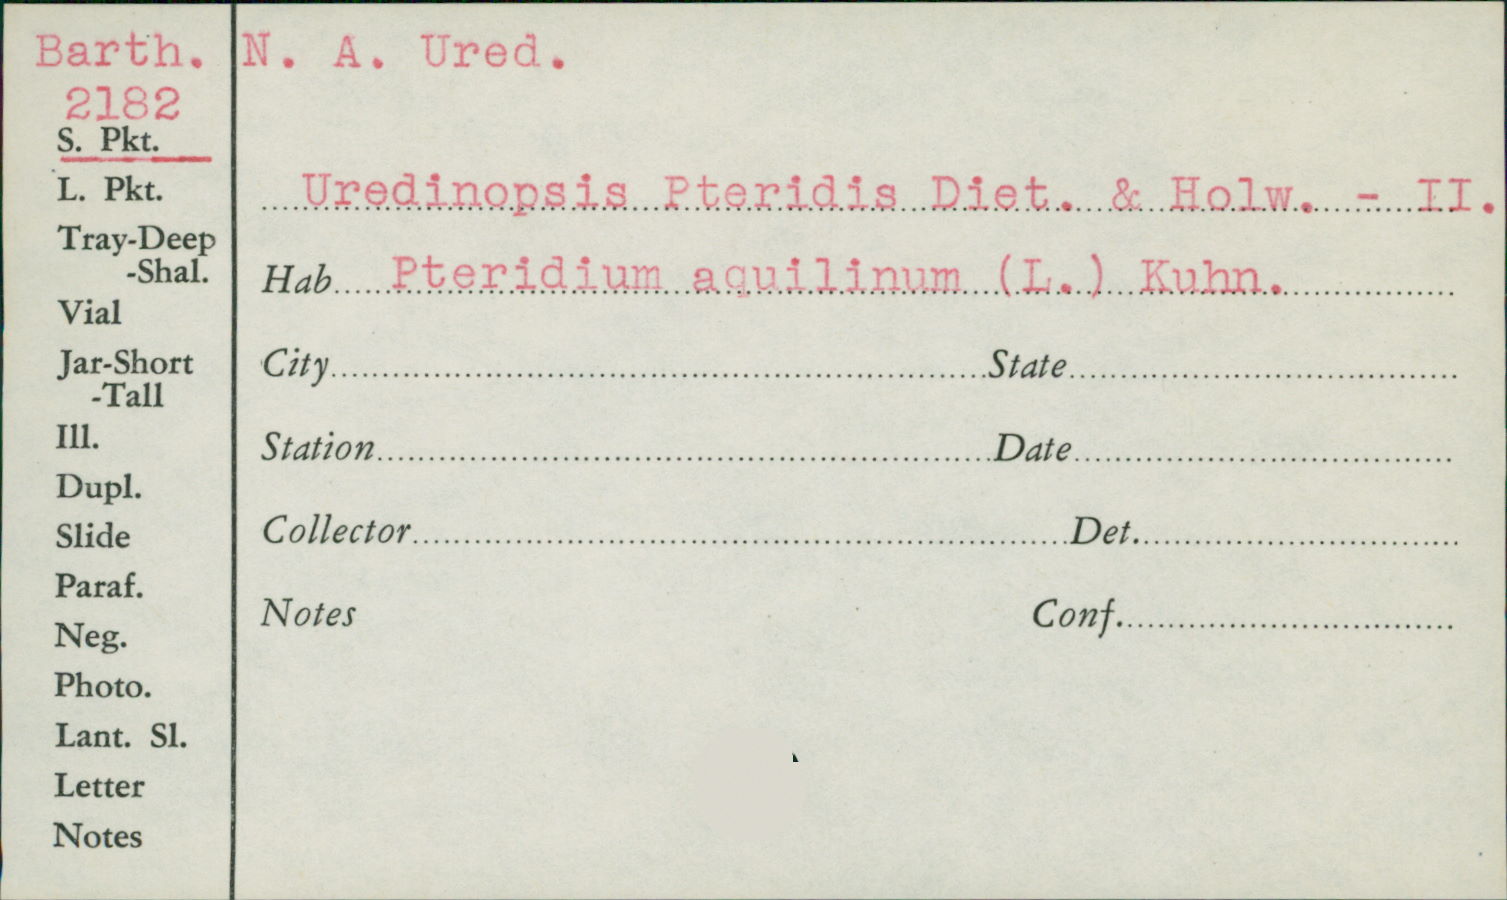 Barth. N. A. Ured.
2182
S. Pkt.
L. Pkt.
Tray-Deep
-Shal.
Vial
Jar-Short
-Tall
Ill.
Dupl.
Slide
Paraf.
Neg.
Photo.
Lant. Sl.
Letter
Notes
Uredinopsis Pteridis Diet. & Holw. - II.
Hab. Pteridium aquilinum (L.) Kuhn.
City State
Station Date
Collector Det.
Notes Conf.